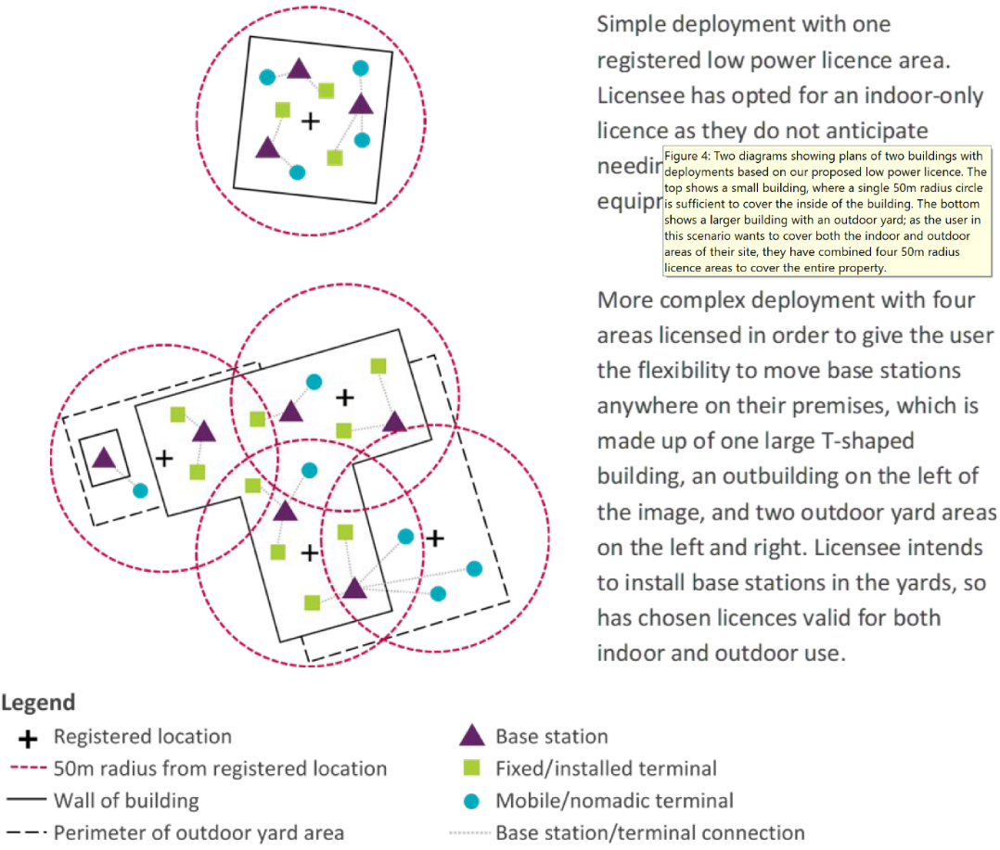 Simple deployment with one
registered low power licence area.
Licensee has opted for an indoor-only
licence as they do not anticipate
Figure 4: Two diagrams showing plans of two buildings with
deployments based on our proposed low power licence. The
top shows a small building, where a single 50m radius circle
is sufficient to cover the inside of the building. The bottom
shows a larger building with an outdoor yard; as the user in
this scenario wants to cover both the indoor and outdoor
areas of their site, they have combined four 50m radius
licence areas to cover the entire property.
More complex deployment with four
areas licensed in order to give the user
the flexibility to move base stations
anywhere on their premises, which is
made up of one large T-shaped
building, an outbuilding on the left of
the image, and two outdoor yard areas
on the left and right. Licensee intends
to install base stations in the yards, so
has chosen licences valid for both
indoor and outdoor use.
Legend
Registered location
50m radius from registered location
Wall of building
Perimeter of outdoor yard area
Base station
Fixed/installed terminal
Mobile/nomadic terminal
Base station/terminal connection